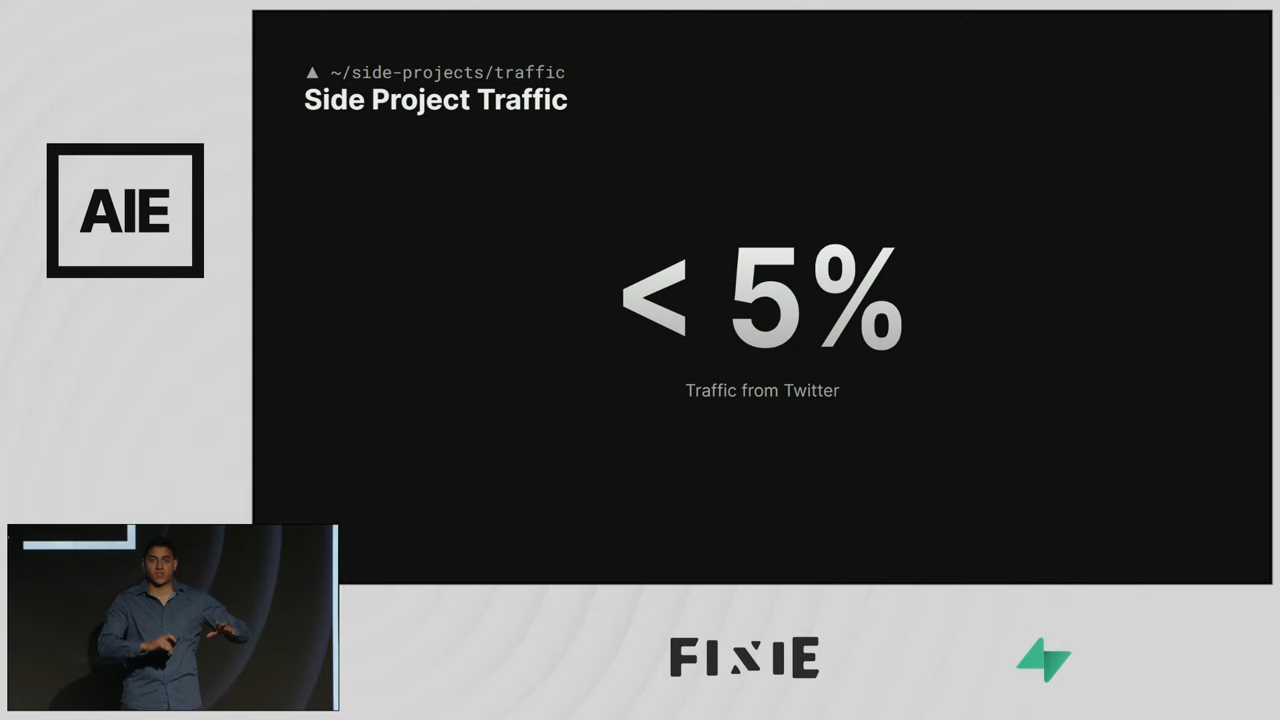 ▲ ~/side-projects/traffic
Side Project Traffic
AIE
< 5%
Traffic from Twitter
FIXIE